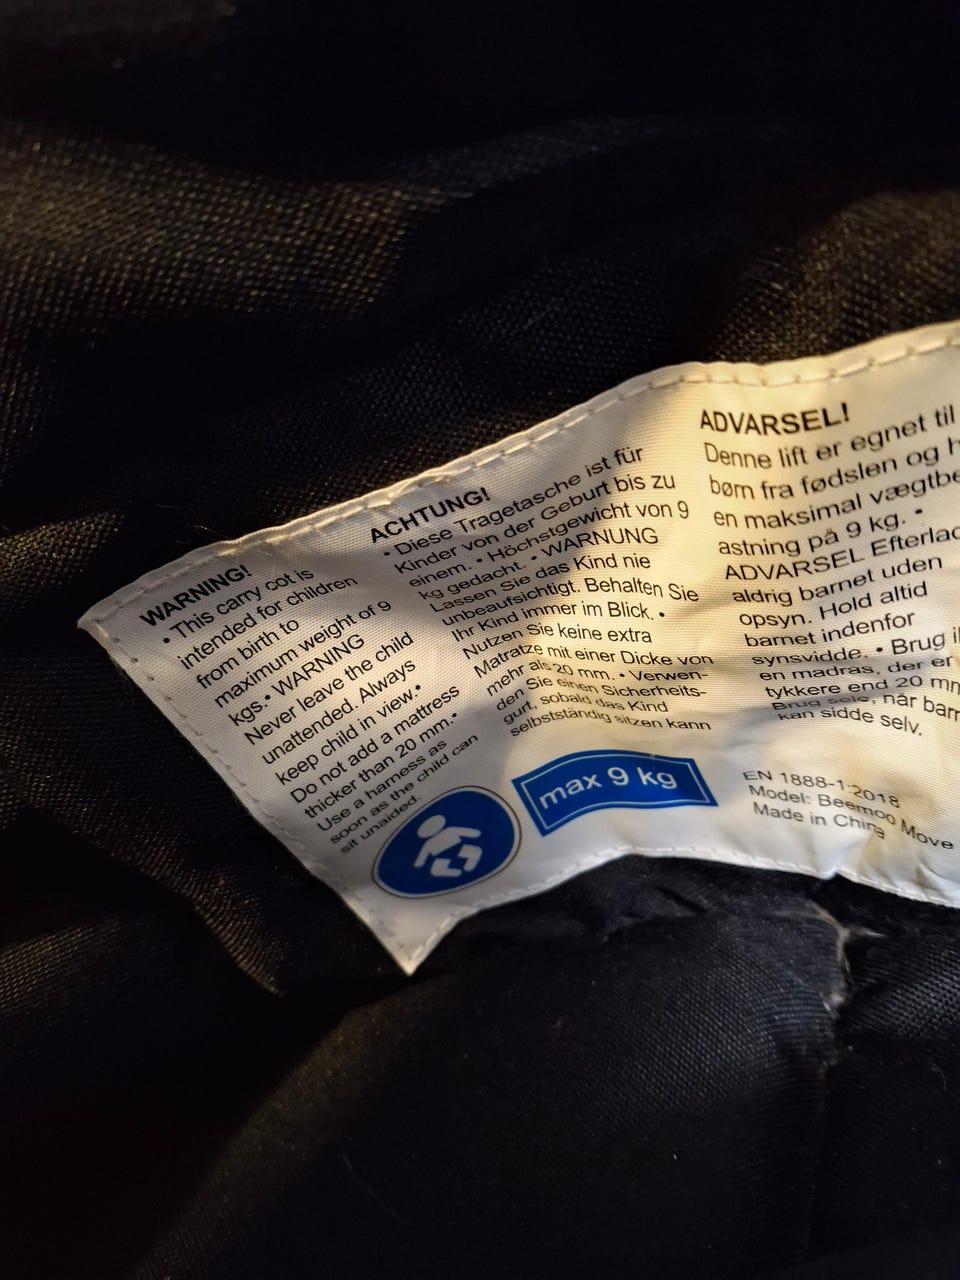 WARNING!
• This carry cot is
intended for children
from birth to
maximum weight of 9
kgs. • WARNING
Never leave the child
unattended. Always
keep child in view. •
Do not add a mattress
thicker than 20 mm. •
Use a harness as
soon as the child can
sit unaided.
ACHTUNG!
• Diese Tragetasche ist für
Kinder von der Geburt bis zu
einem. • Höchstgewicht von 9
kg gedacht. • WARNUNG
Lassen Sie das Kind nie
unbeaufsichtigt. Behalten Sie
Ihr Kind immer im Blick. •
Nutzen Sie keine extra
Matratze mit einer Dicke von
mehr als 20 mm. • Verwen-
den Sie einen Sicherheits-
gurt, sobald das Kind
selbstständig sitzen kann
max 9 kg
ADVARSEL!
Denne lift er egnet til
børn fra fødslen og h
en maksimal vægtbe
astning på 9 kg. •
ADVARSEL Efterlad
aldrig barnet uden
opsyn. Hold altid
barnet indenfor
synsvidde. • Brug i
en madras, der er
tykkere end 20 mm
Brug sele, når barn
kan sidde selv.
EN 1888-1:2018
Model: Beemoo Move
Made in China